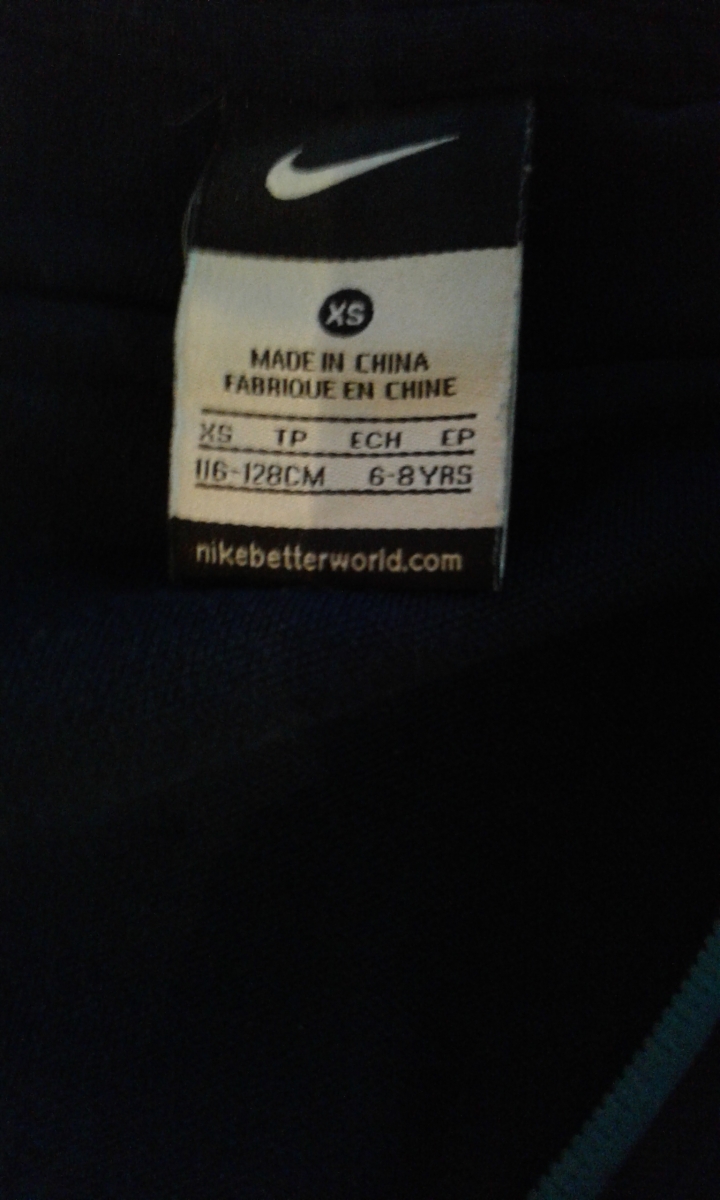 XS
MADE IN CHINA
FABRIQUE EN CHINE
XS TP ECH EP
116-128CM 6-8YRS
nikebetterworld.com